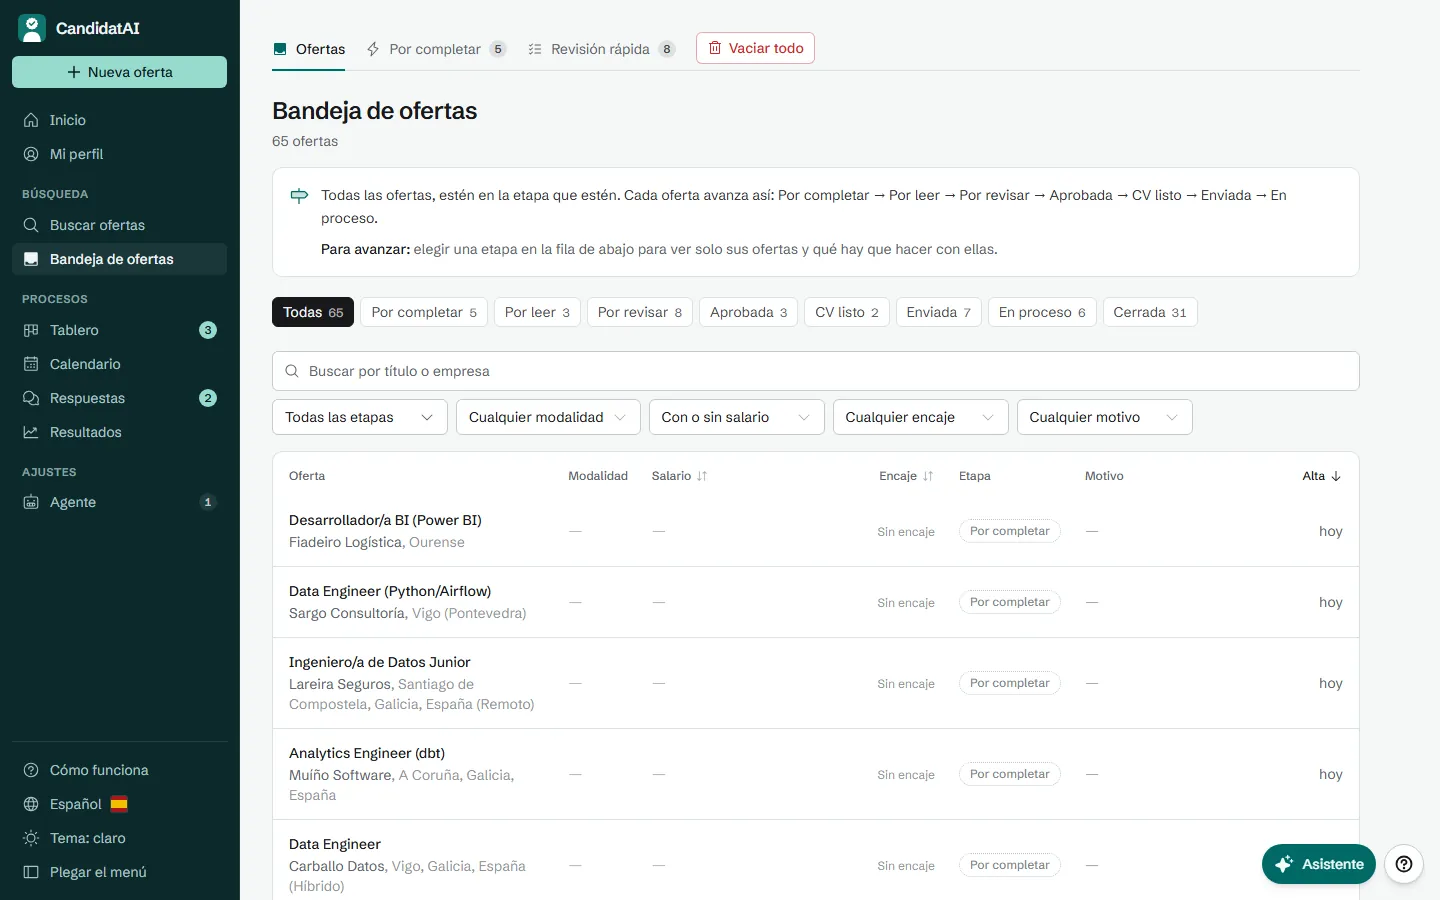 CandidatAI
Nueva oferta
Inicio
Mi perfil
BÚSQUEDA
Buscar ofertas
Bandeja de ofertas
PROCESOS
Tablero 3
Calendario
Respuestas 2
Resultados
AJUSTES
Agente 1
Cómo funciona
Español
Tema: claro
Plegar el menú
Ofertas Por completar 5 Revisión rápida 8 Vaciar todo
Bandeja de ofertas
65 ofertas
Todas las ofertas, estén en la etapa que estén. Cada oferta avanza así: Por completar → Por leer → Por revisar → Aprobada → CV listo → Enviada → En
proceso.
Para avanzar: elegir una etapa en la fila de abajo para ver solo sus ofertas y qué hay que hacer con ellas.
Todas 65 Por completar 5 Por leer 3 Por revisar 8 Aprobada 3 CV listo 2 Enviada 7 En proceso 6 Cerrada 31
Buscar por título o empresa
Todas las etapas Cualquier modalidad Con o sin salario Cualquier encaje Cualquier motivo
Oferta Modalidad Salario ↓↑ Encaje ↓↑ Etapa Motivo Alta ↓
Desarrollador/a BI (Power BI)
Fiadeiro Logística, Ourense
— — Sin encaje Por completar — hoy
Data Engineer (Python/Airflow)
Sargo Consultoría, Vigo (Pontevedra)
— — Sin encaje Por completar — hoy
Ingeniero/a de Datos Junior
Lareira Seguros, Santiago de
Compostela, Galicia, España (Remoto)
— — Sin encaje Por completar — hoy
Analytics Engineer (dbt)
Muíño Software, A Coruña, Galicia,
España
— — Sin encaje Por completar — hoy
Data Engineer
Carballo Datos, Vigo, Galicia, España
(Híbrido)
— — Sin encaje Por completar —
Asistente